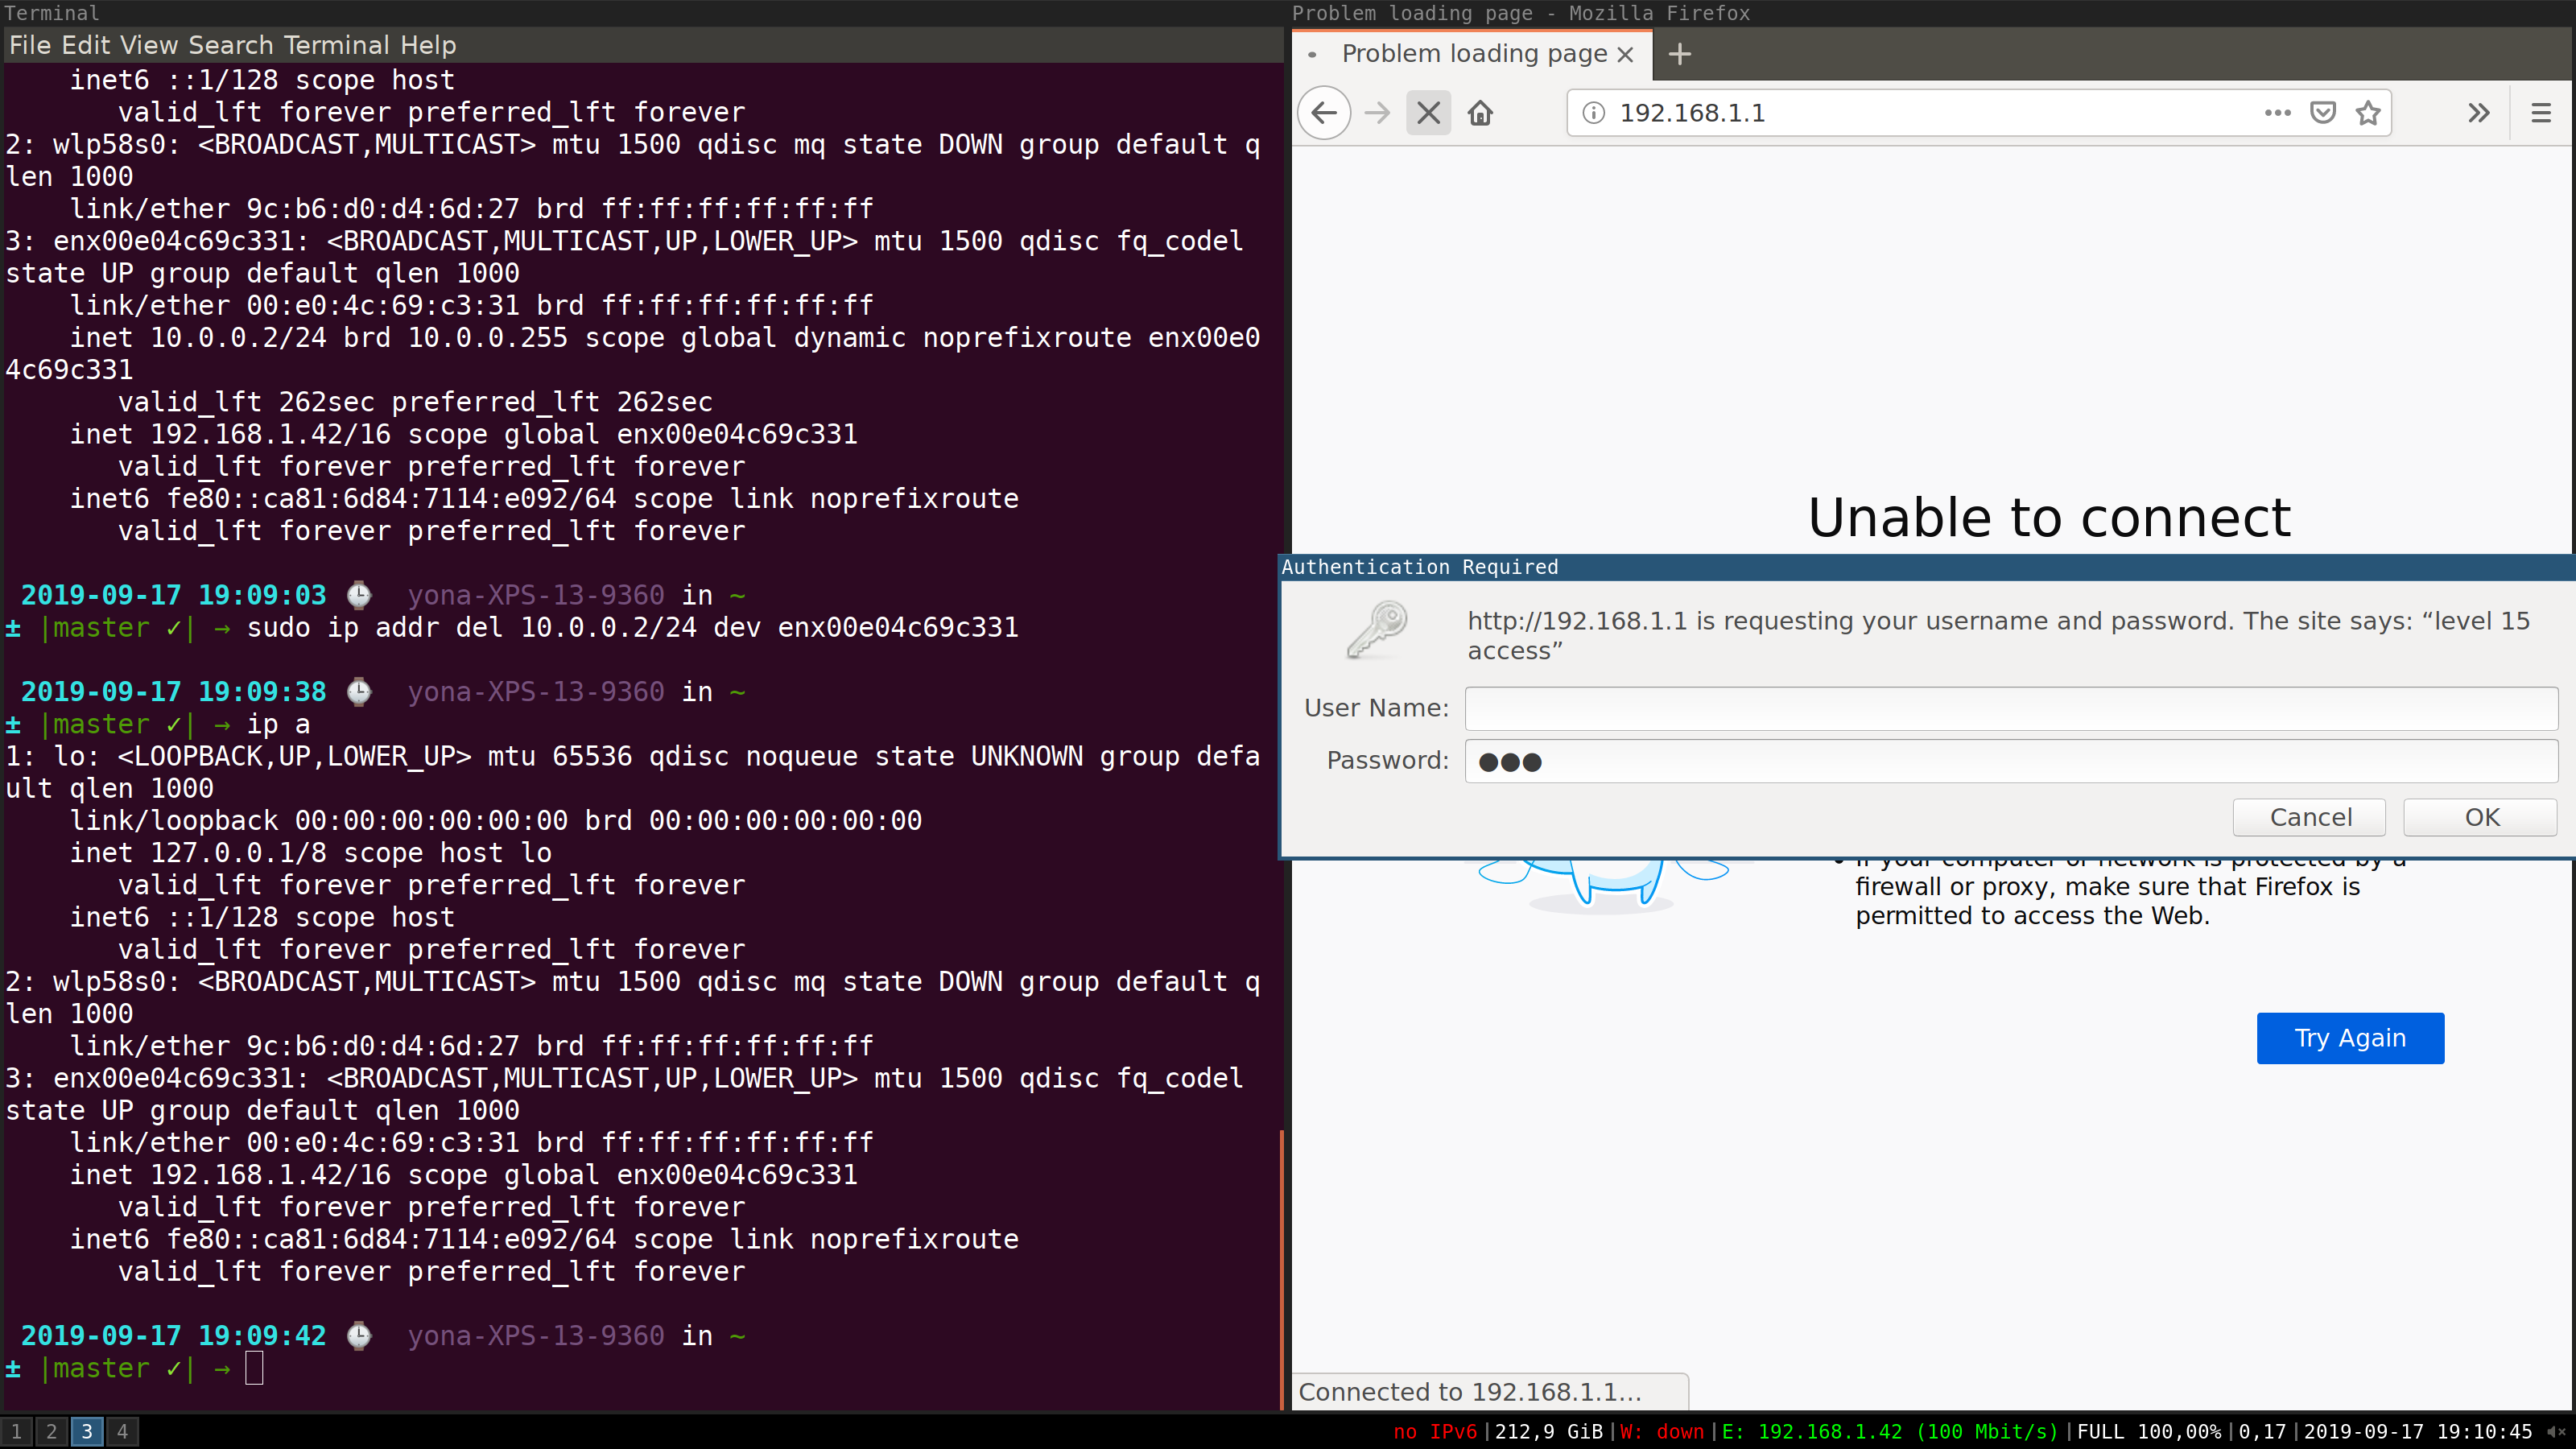 Terminal
File Edit View Search Terminal Help
inet6 ::1/128 scope host
valid_lft forever preferred_lft forever
2: wlp58s0: <BROADCAST,MULTICAST> mtu 1500 qdisc mq state DOWN group default q
len 1000
link/ether 9c:b6:d0:d4:6d:27 brd ff:ff:ff:ff:ff:ff
3: enx00e04c69c331: <BROADCAST,MULTICAST,UP,LOWER_UP> mtu 1500 qdisc fq_codel
state UP group default qlen 1000
link/ether 00:e0:4c:69:c3:31 brd ff:ff:ff:ff:ff:ff
inet 10.0.0.2/24 brd 10.0.0.255 scope global dynamic noprefixroute enx00e0
4c69c331
valid_lft 262sec preferred_lft 262sec
inet 192.168.1.42/16 scope global enx00e04c69c331
valid_lft forever preferred_lft forever
inet6 fe80::ca81:6d84:7114:e092/64 scope link noprefixroute
valid_lft forever preferred_lft forever
2019-09-17 19:09:03 ⌚ yona-XPS-13-9360 in ~
± |master ✓| → sudo ip addr del 10.0.0.2/24 dev enx00e04c69c331
2019-09-17 19:09:38 ⌚ yona-XPS-13-9360 in ~
± |master ✓| → ip a
1: lo: <LOOPBACK,UP,LOWER_UP> mtu 65536 qdisc noqueue state UNKNOWN group defa
ult qlen 1000
link/loopback 00:00:00:00:00:00 brd 00:00:00:00:00:00
inet 127.0.0.1/8 scope host lo
valid_lft forever preferred_lft forever
inet6 ::1/128 scope host
valid_lft forever preferred_lft forever
2: wlp58s0: <BROADCAST,MULTICAST> mtu 1500 qdisc mq state DOWN group default q
len 1000
link/ether 9c:b6:d0:d4:6d:27 brd ff:ff:ff:ff:ff:ff
3: enx00e04c69c331: <BROADCAST,MULTICAST,UP,LOWER_UP> mtu 1500 qdisc fq_codel
state UP group default qlen 1000
link/ether 00:e0:4c:69:c3:31 brd ff:ff:ff:ff:ff:ff
inet 192.168.1.42/16 scope global enx00e04c69c331
valid_lft forever preferred_lft forever
inet6 fe80::ca81:6d84:7114:e092/64 scope link noprefixroute
valid_lft forever preferred_lft forever
2019-09-17 19:09:42 ⌚ yona-XPS-13-9360 in ~
± |master ✓| →
Problem loading page - Mozilla Firefox
Problem loading page
192.168.1.1
Unable to connect
Authentication Required
http://192.168.1.1 is requesting your username and password. The site says: “level 15
access”
User Name:
Password: ●●●
Cancel OK
If your computer or network is protected by a
firewall or proxy, make sure that Firefox is
permitted to access the Web.
Try Again
Connected to 192.168.1.1…
1 2 3 4
no IPv6|212,9 GiB|W: down|E: 192.168.1.42 (100 Mbit/s)|FULL 100,00%|0,17|2019-09-17 19:10:45